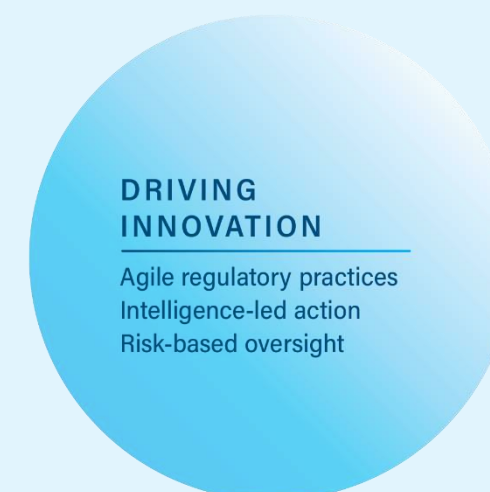 DRIVING
INNOVATION
Agile regulatory practices
Intelligence-led action
Risk-based oversight